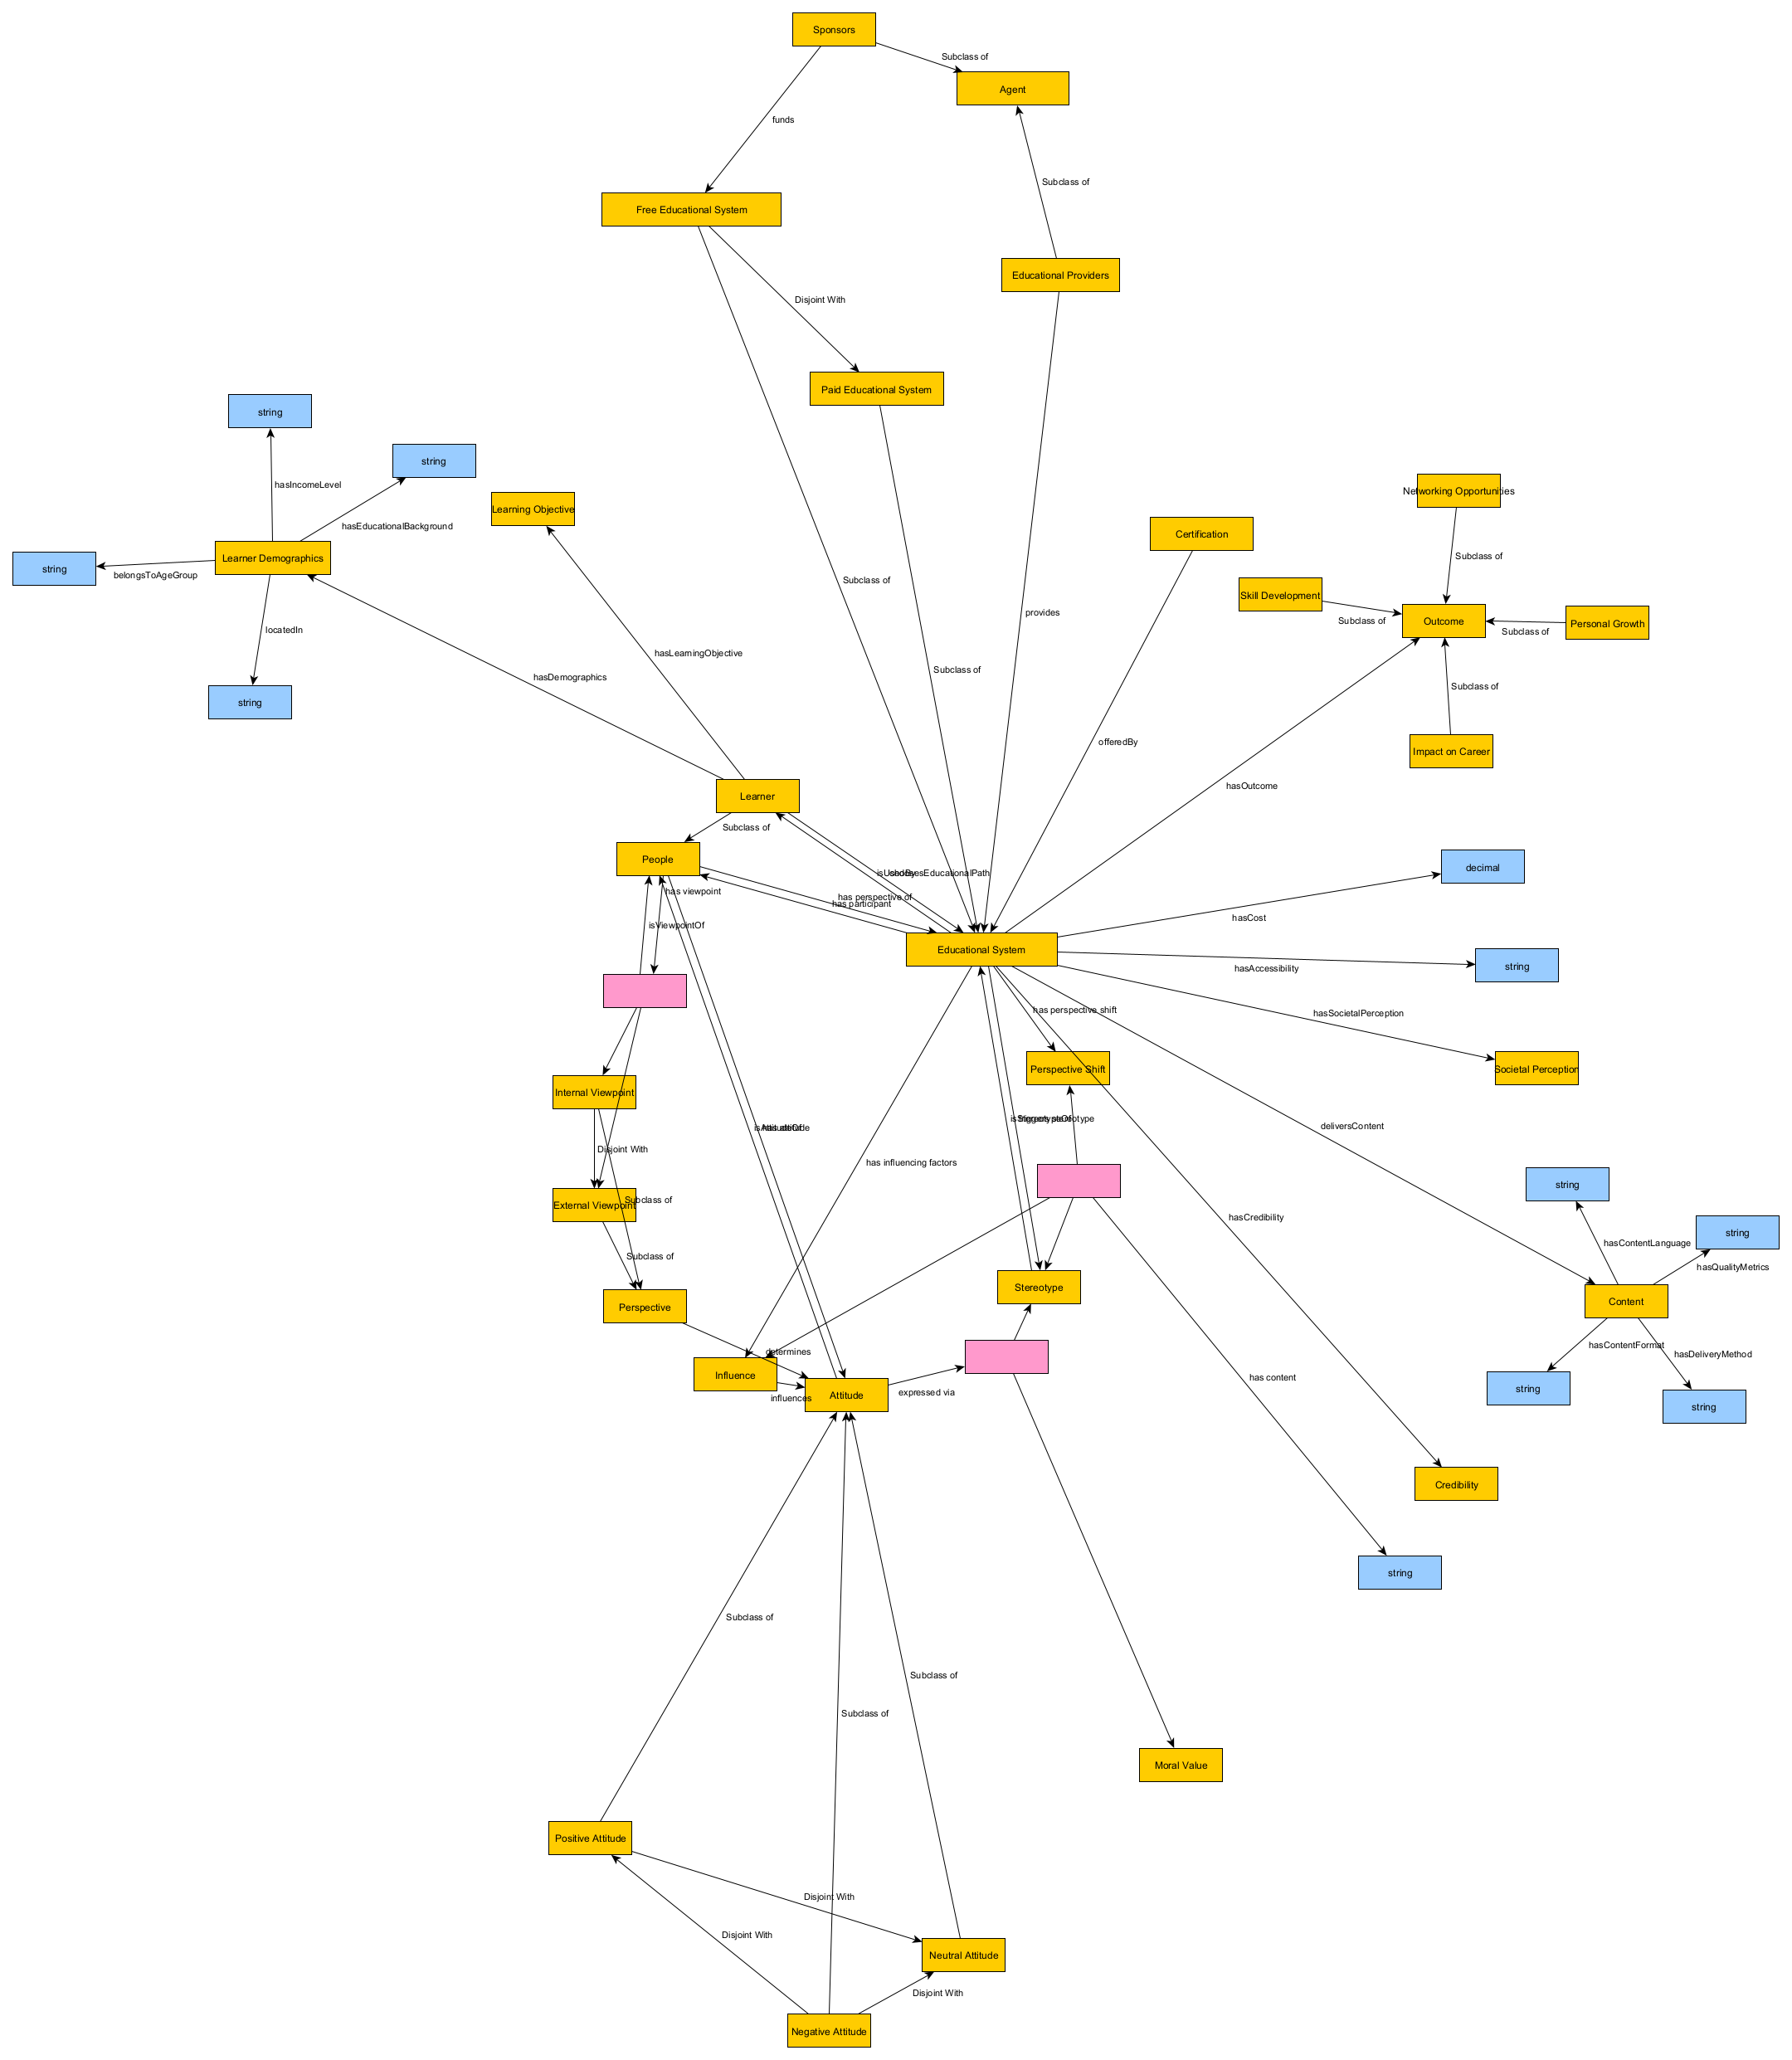 Sponsors
Subclass of
Agent
funds
Subclass of
Free Educational System
Educational Providers
Disjoint With
Paid Educational System
string
string
hasIncomeLevel
hasEducationalBackground
Learning Objective
Networking Opportunities
Certification
Learner Demographics
string
belongsToAgeGroup
Subclass of
Subclass of
Skill Development
Subclass of
Outcome
Personal Growth
Subclass of
provides
locatedIn
hasLearningObjective
Subclass of
hasDemographics
Subclass of
string
offeredBy
Impact on Career
hasOutcome
Learner
Subclass of
People
decimal
has viewpoint
has perspective of
has participant
hasCost
isViewpointOf
Educational System
hasAccessibility
string
has perspective shift
hasSocietalPerception
Perspective Shift
Societal Perception
Internal Viewpoint
deliversContent
Disjoint With
has influencing factors
string
Subclass of
External Viewpoint
hasCredibility
string
hasContentLanguage
Subclass of
hasQualityMetrics
Stereotype
Perspective
Content
determines
hasContentFormat
hasDeliveryMethod
Influence
influences
Attitude
expressed via
has content
string
string
Credibility
string
Subclass of
Subclass of
Subclass of
Moral Value
Positive Attitude
Disjoint With
Disjoint With
Neutral Attitude
Disjoint With
Negative Attitude